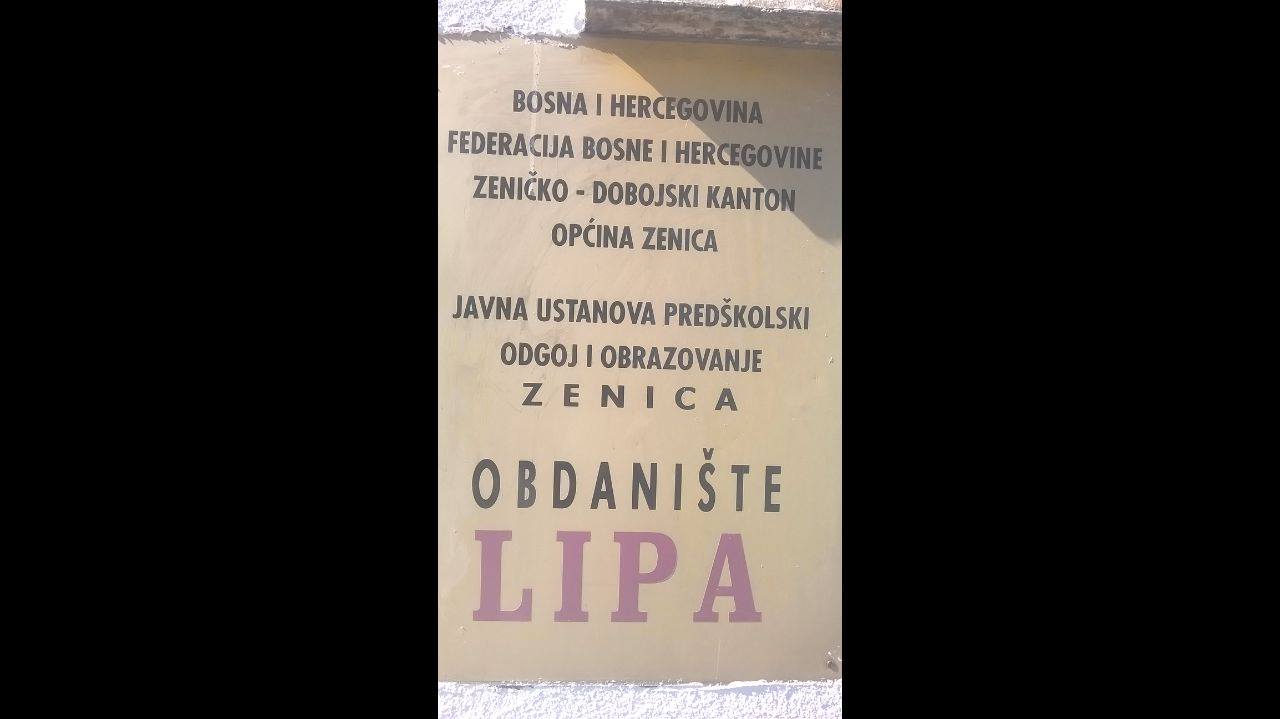 BOSNA I HERCEGOVINA
FEDERACIJA BOSNE I HERCEGOVINE
ZENIČKO - DOBOJSKI KANTON
OPĆINA ZENICA
JAVNA USTANOVA PREDŠKOLSKI
ODGOJ I OBRAZOVANJE
ZENICA
OBDANIŠTE
LIPA